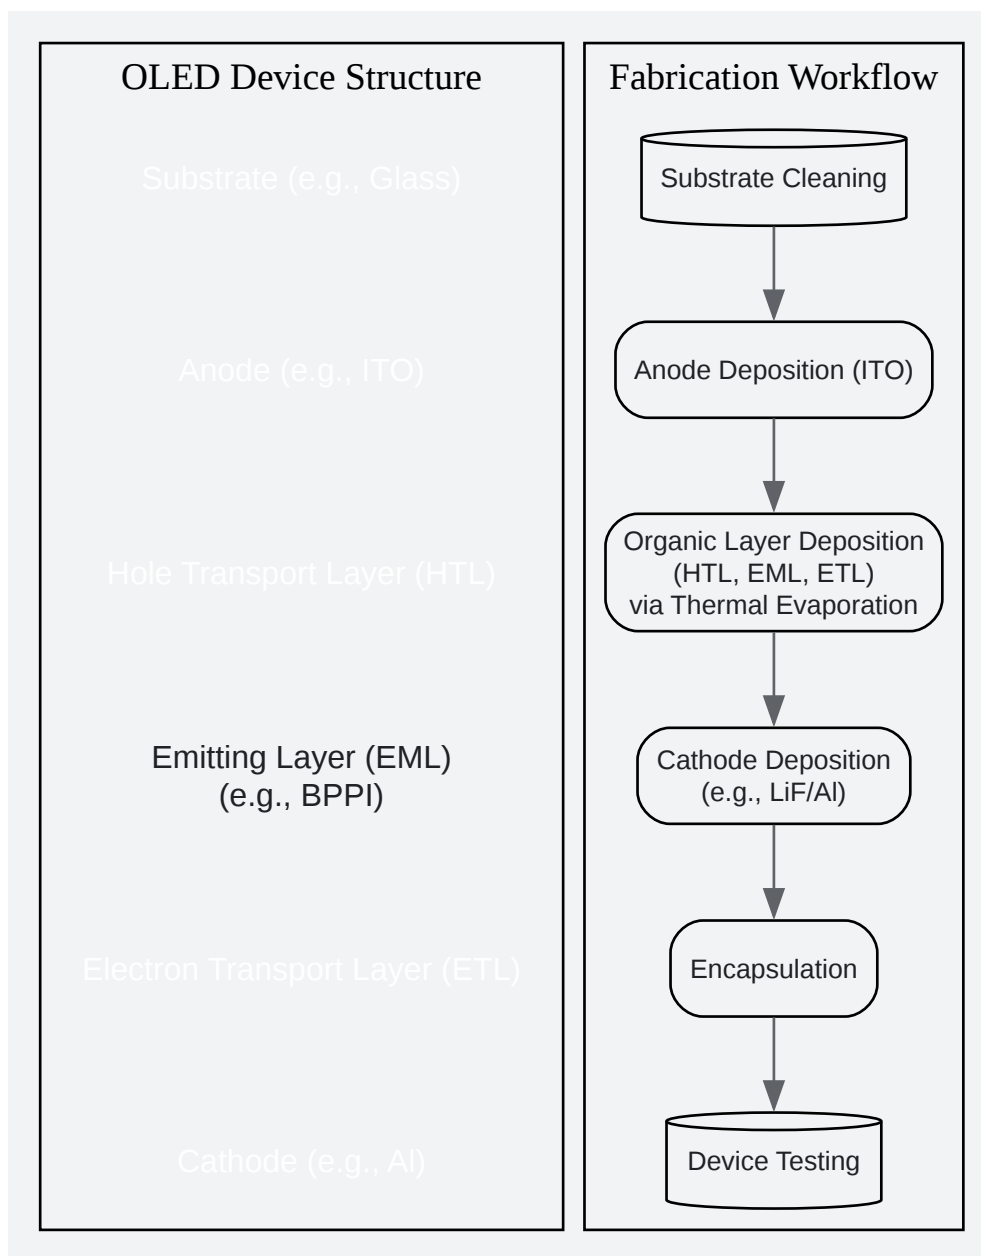 OLED Device Structure
Substrate (e.g., Glass)
Anode (e.g., ITO)
Hole Transport Layer (HTL)
Emitting Layer (EML)
(e.g., BPPI)
Electron Transport Layer (ETL)
Cathode (e.g., Al)
Fabrication Workflow
Substrate Cleaning
Anode Deposition (ITO)
Organic Layer Deposition
(HTL, EML, ETL)
via Thermal Evaporation
Cathode Deposition
(e.g., LiF/Al)
Encapsulation
Device Testing